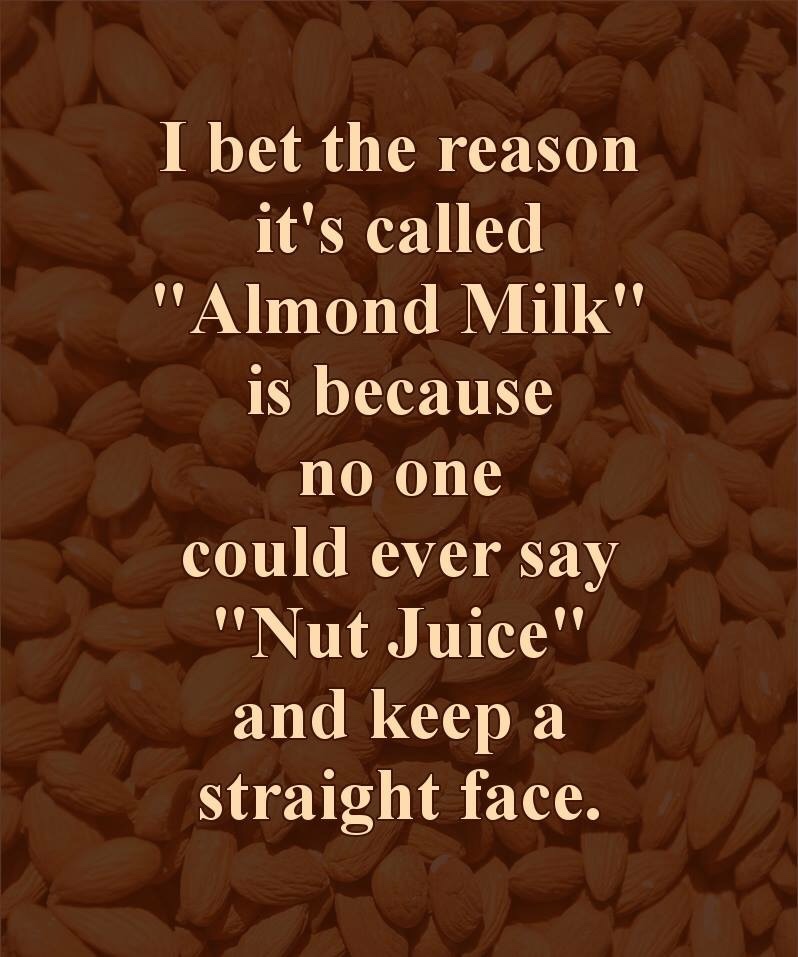 I bet the reason
it's called
"Almond Milk"
is because
no one
could ever say
"Nut Juice"
and keep a
straight face.